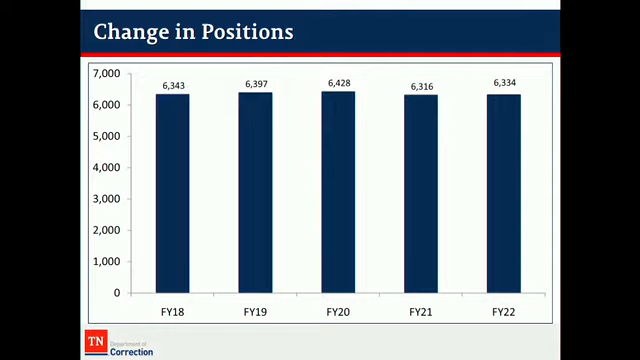 Change in Positions
7,000
6,000
5,000
4,000
3,000
2,000
1,000
0
6,343
6,397
6,428
6,316
6,334
FY18
FY19
FY20
FY21
FY22
TN
Department of
Correction